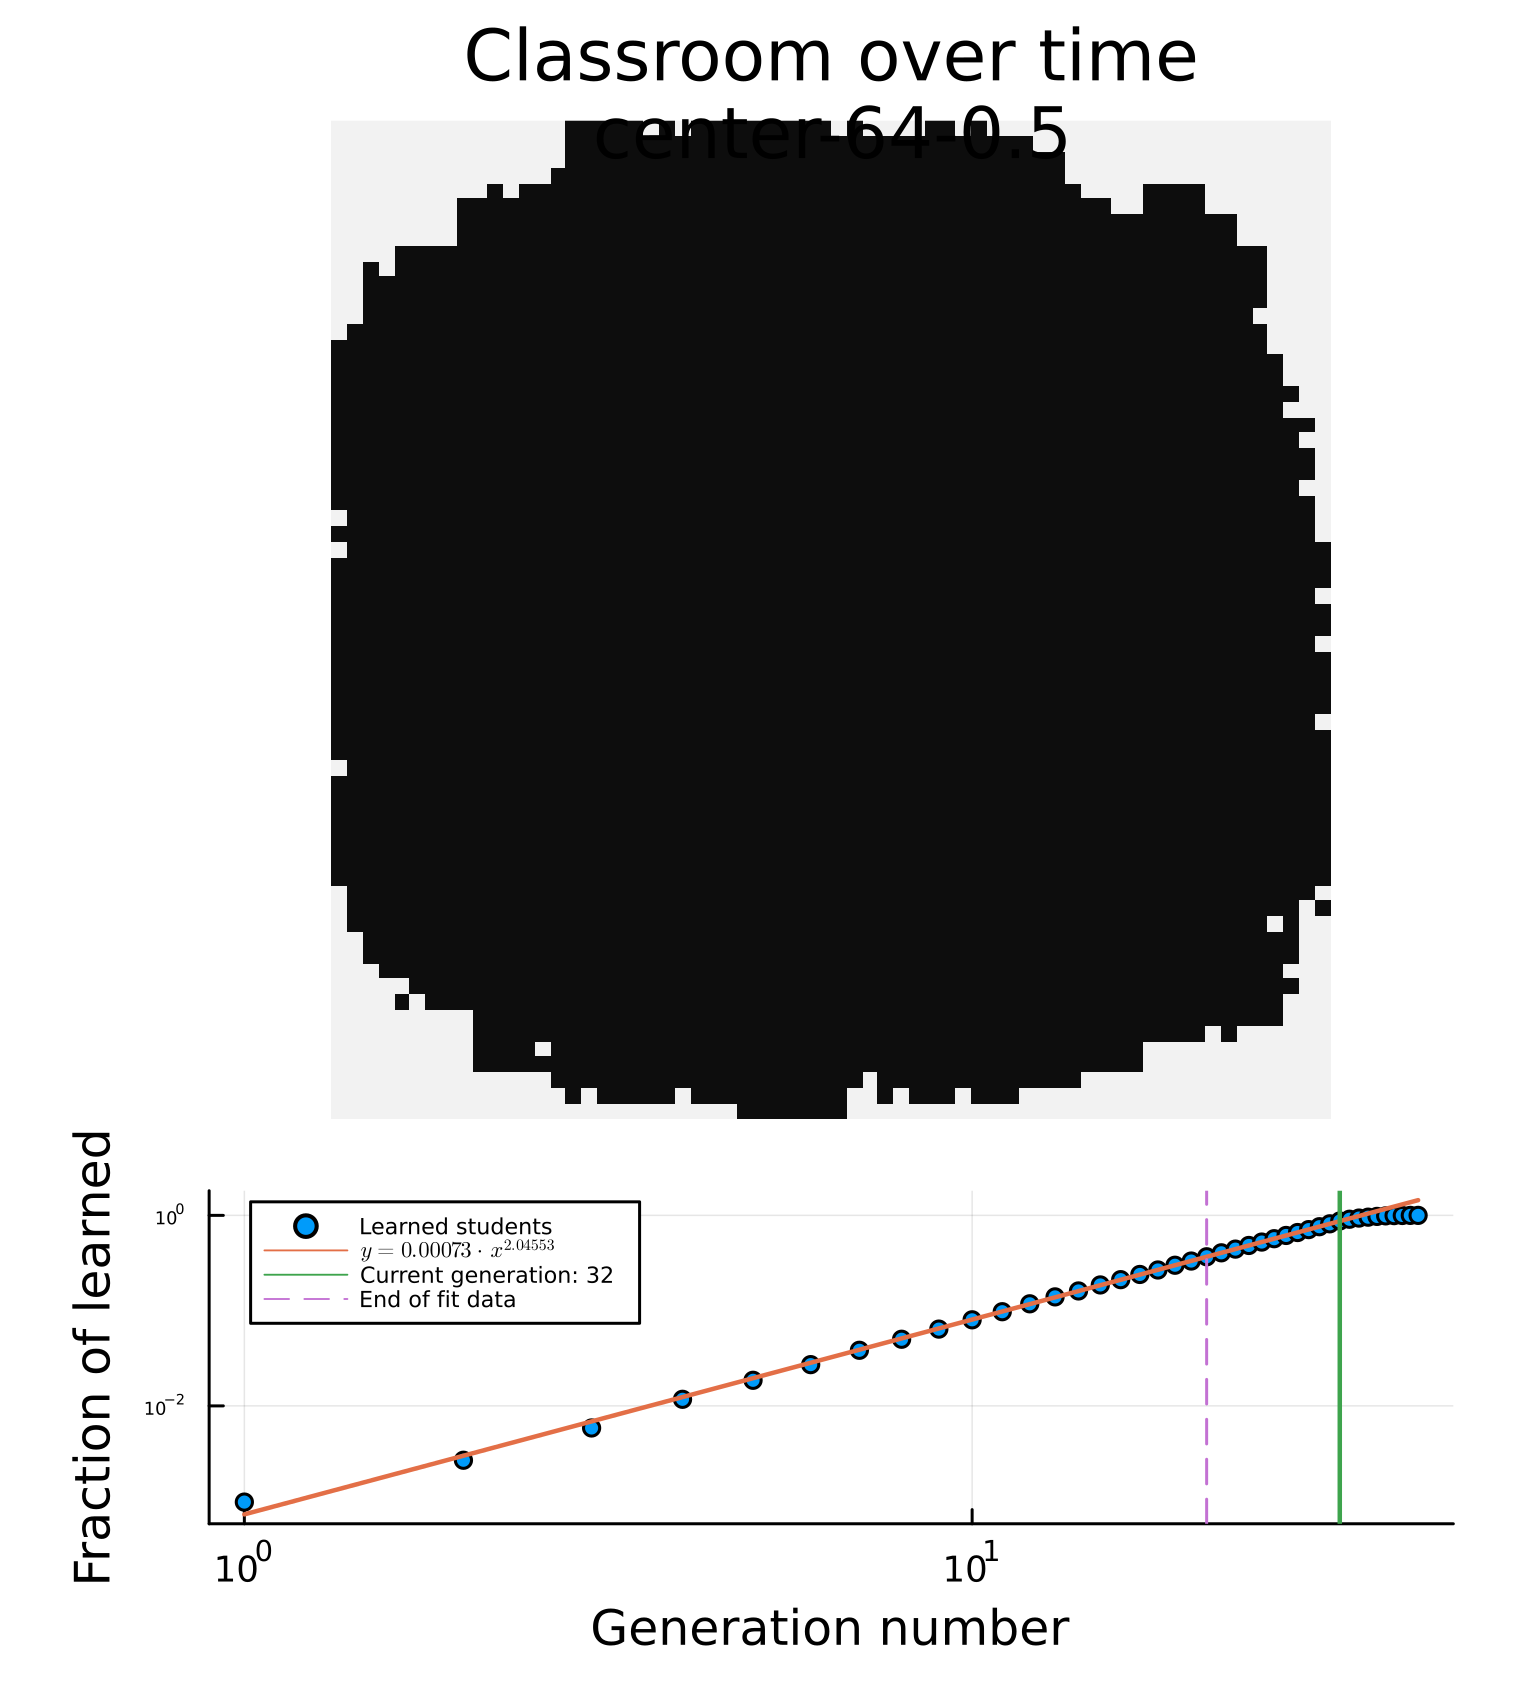 Classroom over time
center-64-0.5
Fraction of learned
10^0
10^-2
Learned students
y = 0.00073 · x^2.04553
Current generation: 32
End of fit data
10^0
10^1
Generation number